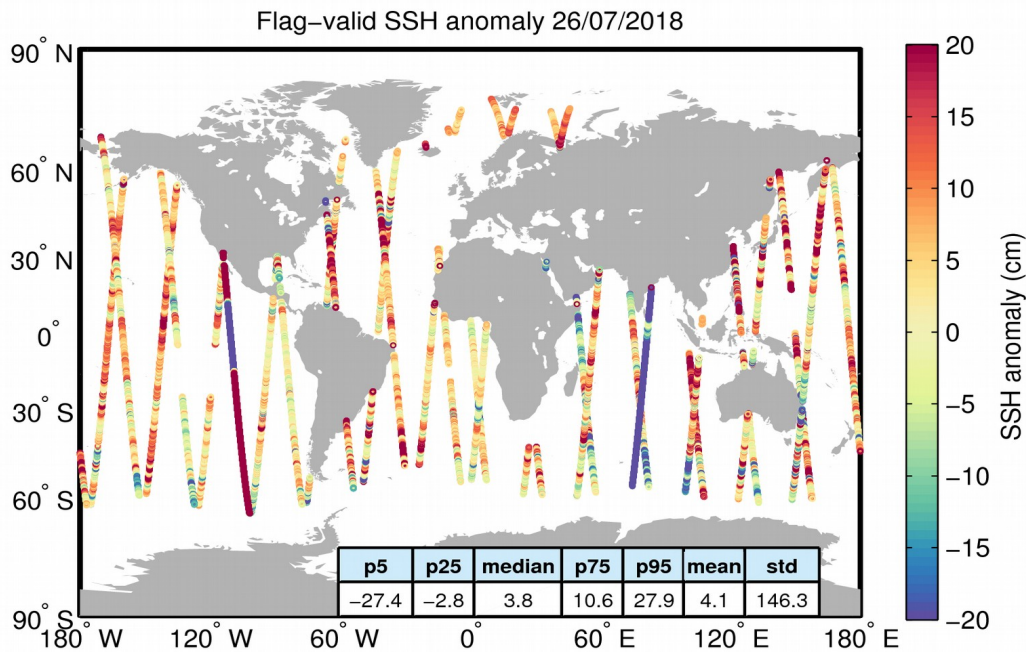 Flag−valid SSH anomaly 26/07/2018
90° N
60° N
30° N
0°
30° S
60° S
90° S
180° W
120° W
60° W
0°
60° E
120° E
180° E
p5 p25 median p75 p95 mean std
−27.4 −2.8 3.8 10.6 27.9 4.1 146.3
20
15
10
5
0
−5
−10
−15
−20
SSH anomaly (cm)